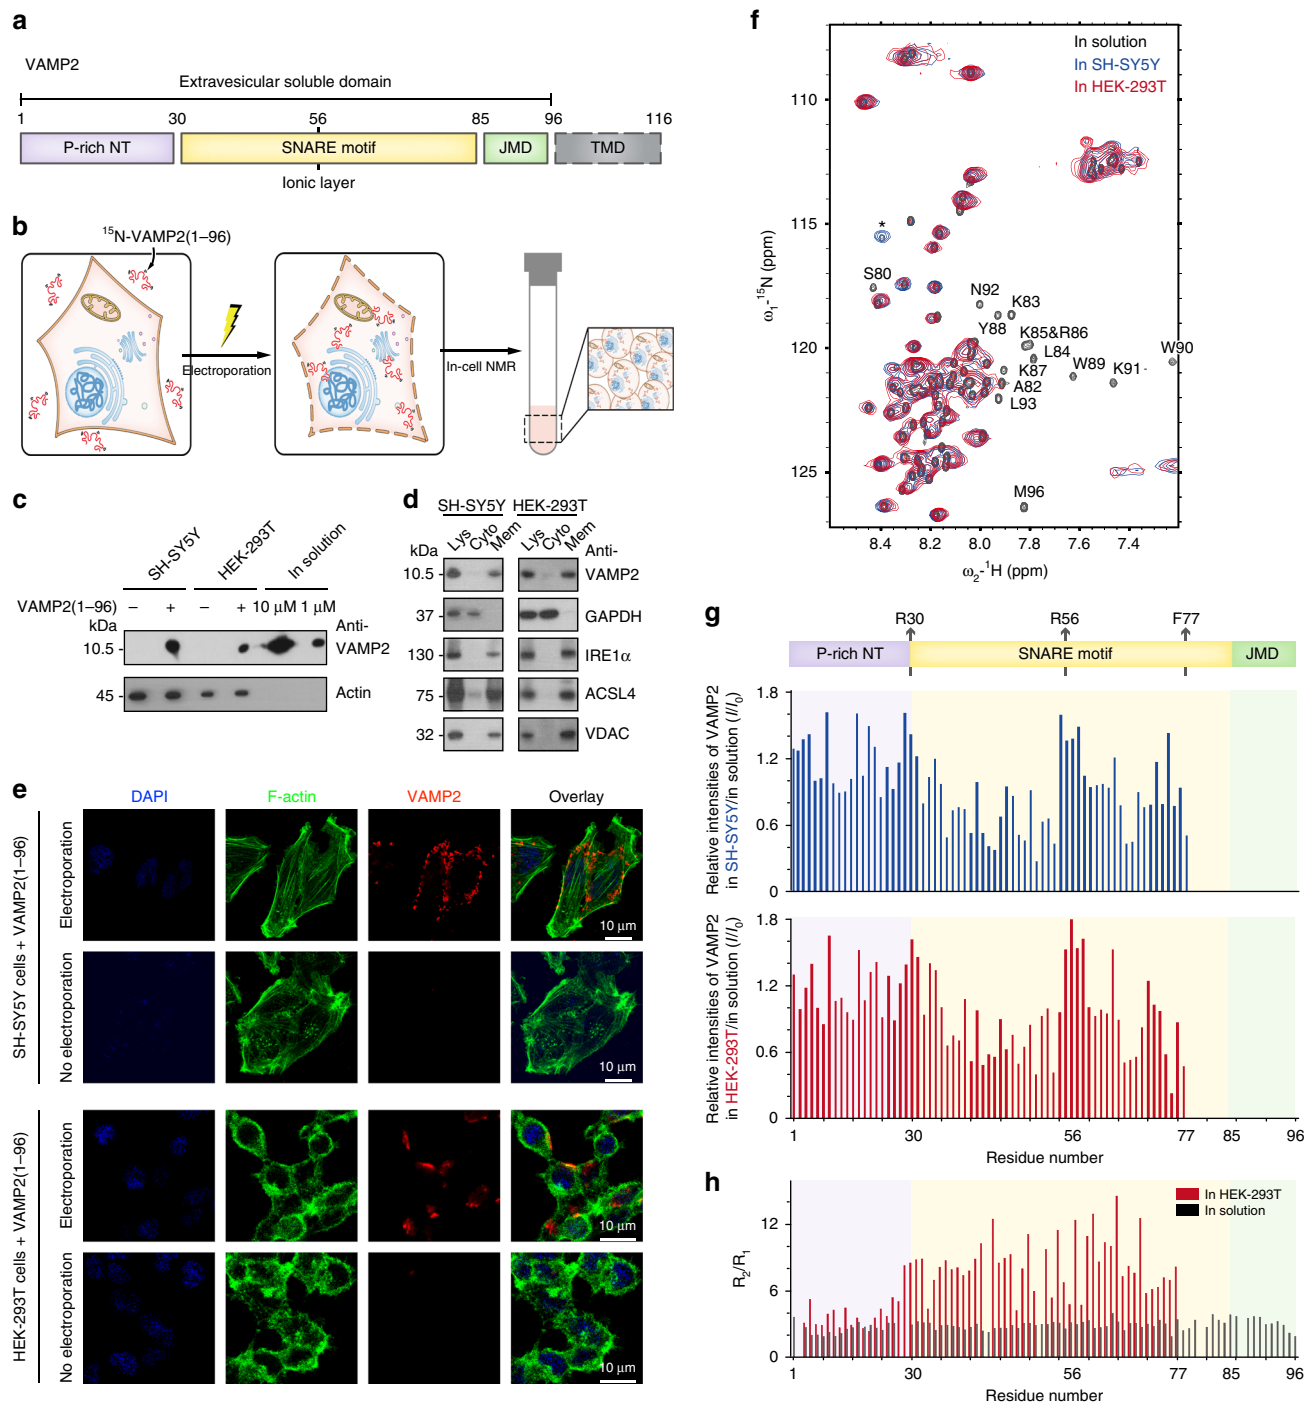 a
VAMP2
Extravesicular soluble domain
1 30 56 85 96 116
P-rich NT SNARE motif JMD TMD
Ionic layer
b
¹⁵N-VAMP2(1–96)
Electroporation
In-cell NMR
c
SH-SY5Y HEK-293T In solution
VAMP2(1–96) – + – + 10 μM 1 μM
kDa Anti-
10.5 VAMP2
45 Actin
d
SH-SY5Y HEK-293T
Lys Cyto Mem Lys Cyto Mem
kDa Anti-
10.5 VAMP2
37 GAPDH
130 IRE1α
75 ACSL4
32 VDAC
e
DAPI F-actin VAMP2 Overlay
SH-SY5Y cells + VAMP2(1–96)
Electroporation
10 μm
No electroporation
10 μm
HEK-293T cells + VAMP2(1–96)
Electroporation
10 μm
No electroporation
10 μm
f
In solution
In SH-SY5Y
In HEK-293T
110
115
120
125
ω₁-¹⁵N (ppm)
*
S80
N92
K83
Y88
K85&R86
L84
W90
K87
W89
K91
A82
L93
M96
8.4 8.2 8.0 7.8 7.6 7.4
ω₂-¹H (ppm)
g
R30 R56 F77
P-rich NT SNARE motif JMD
Relative intensities of VAMP2
in SH-SY5Y/in solution (I/I₀)
1.8
1.2
0.6
0
Relative intensities of VAMP2
in HEK-293T/in solution (I/I₀)
1.8
1.2
0.6
0
1 30 56 77 85 96
Residue number
h
In HEK-293T
In solution
R₂/R₁
12
6
0
1 30 56 77 85 96
Residue number